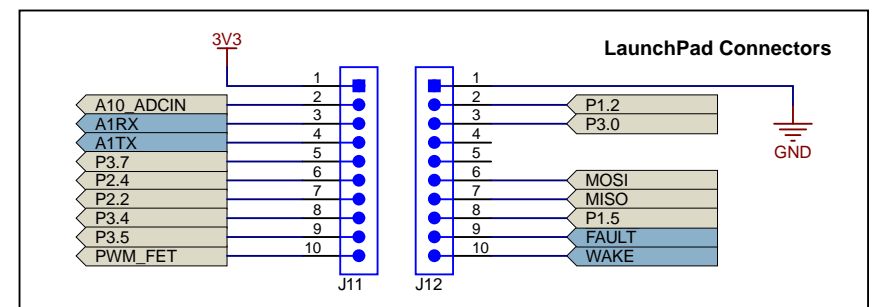 LaunchPad Connectors
3V3
1
A10_ADCIN 2
A1RX 3
A1TX 4
P3.7 5
P2.4 6
P2.2 7
P3.4 8
P3.5 9
PWM_FET 10
J11
1
2 P1.2
3 P3.0
4
5
6 MOSI
7 MISO
8 P1.5
9 FAULT
10 WAKE
J12
GND